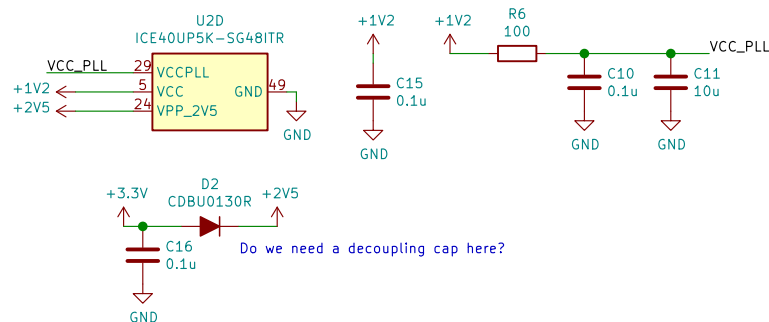 U2D
ICE40UP5K-SG48ITR
VCC_PLL
29
VCCPLL
+1V2
5
VCC
+2V5
24
VPP_2V5
GND
49
GND
+1V2
C15
0.1u
GND
+1V2
R6
100
VCC_PLL
C10
0.1u
GND
C11
10u
GND
+3.3V
D2
CDBU0130R
+2V5
C16
0.1u
GND
Do we need a decoupling cap here?